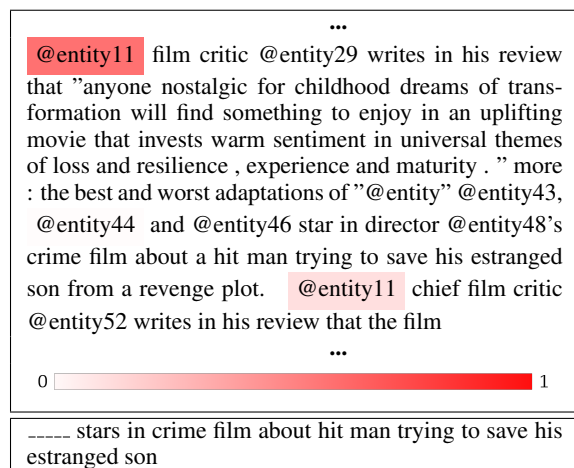 ...
@entity11 film critic @entity29 writes in his review
that ”anyone nostalgic for childhood dreams of trans-
formation will find something to enjoy in an uplifting
movie that invests warm sentiment in universal themes
of loss and resilience , experience and maturity . ” more
: the best and worst adaptations of ”@entity” @entity43,
@entity44 and @entity46 star in director @entity48’s
crime film about a hit man trying to save his estranged
son from a revenge plot. @entity11 chief film critic
@entity52 writes in his review that the film
...
0 1
_____ stars in crime film about hit man trying to save his
estranged son